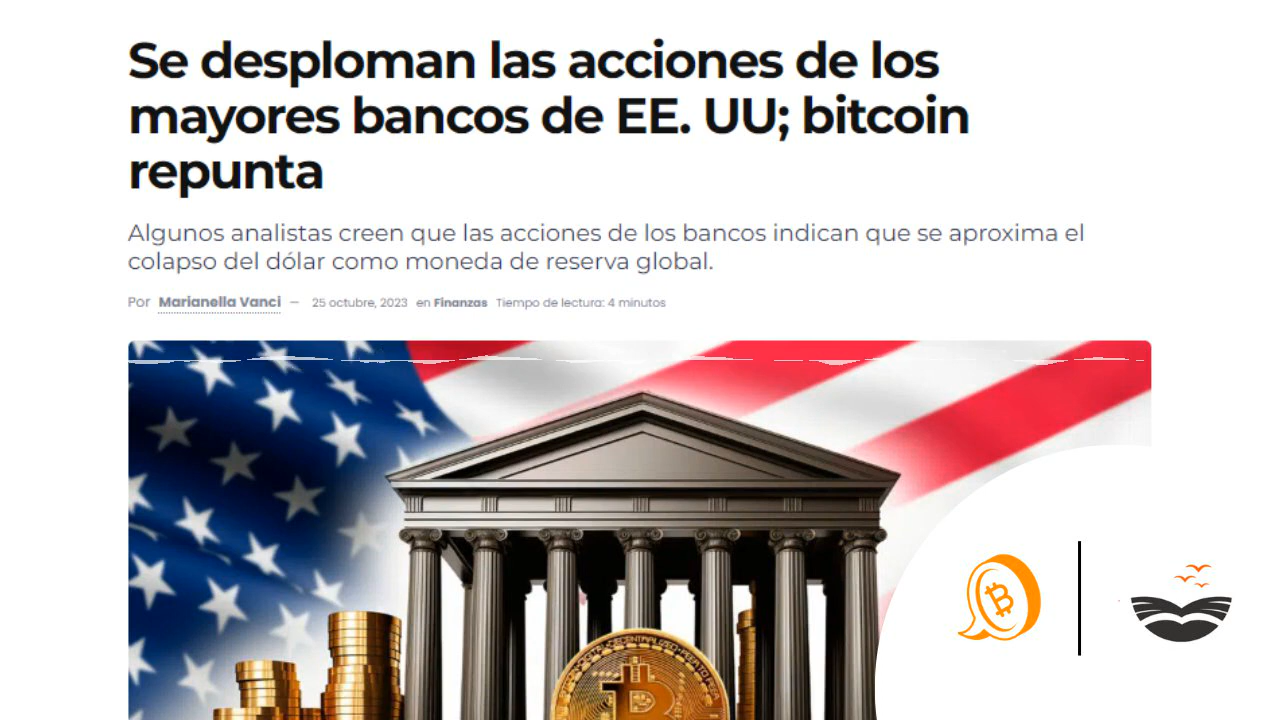 Se desploman las acciones de los
mayores bancos de EE. UU; bitcoin
repunta
Algunos analistas creen que las acciones de los bancos indican que se aproxima el
colapso del dólar como moneda de reserva global.
Por Marianella Vanci — 25 octubre, 2023 en Finanzas Tiempo de lectura: 4 minutos